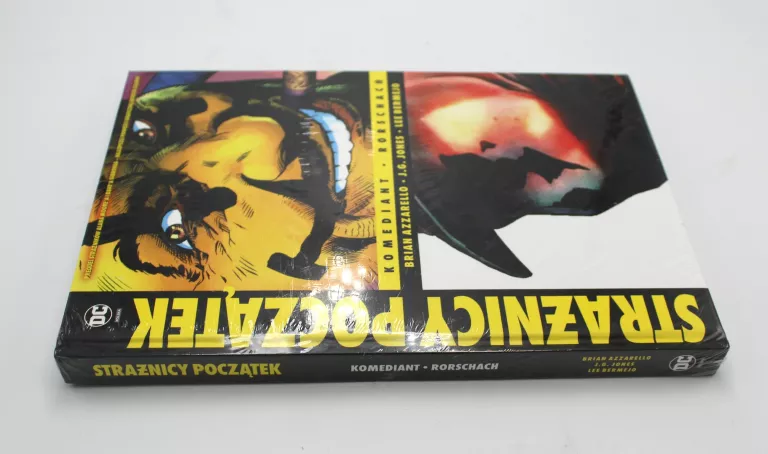 STRAŻNICY POCZĄTEK
KOMEDIANT • RORSCHACH
BRIAN AZZARELLO • J.G. JONES • LEE BERMEJO
DC
STRAŻNICY POCZĄTEK
KOMEDIANT • RORSCHACH
BRIAN AZZARELLO
J.G. JONES
LEE BERMEJO
DC